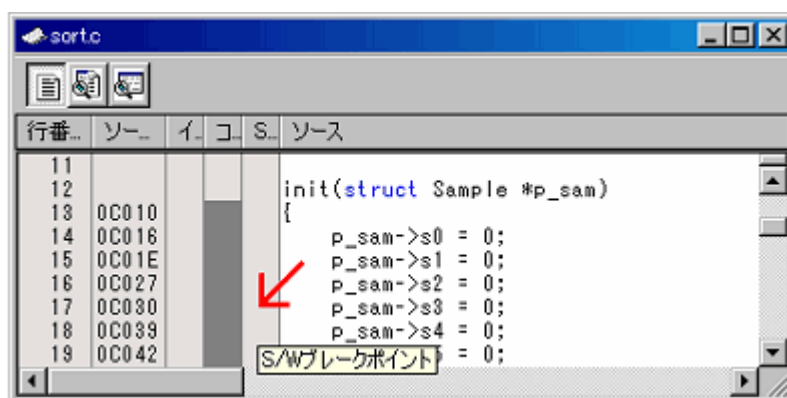 sort.c
行番... ソー... イ.. コ.. S.. ソース
11
12 init(struct Sample *p_sam)
13 0C010 {
14 0C016 p_sam->s0 = 0;
15 0C01E p_sam->s1 = 0;
16 0C027 p_sam->s2 = 0;
17 0C030 p_sam->s3 = 0;
18 0C039 p_sam->s4 = 0;
19 0C042 = 0;
S/Wブレークポイント